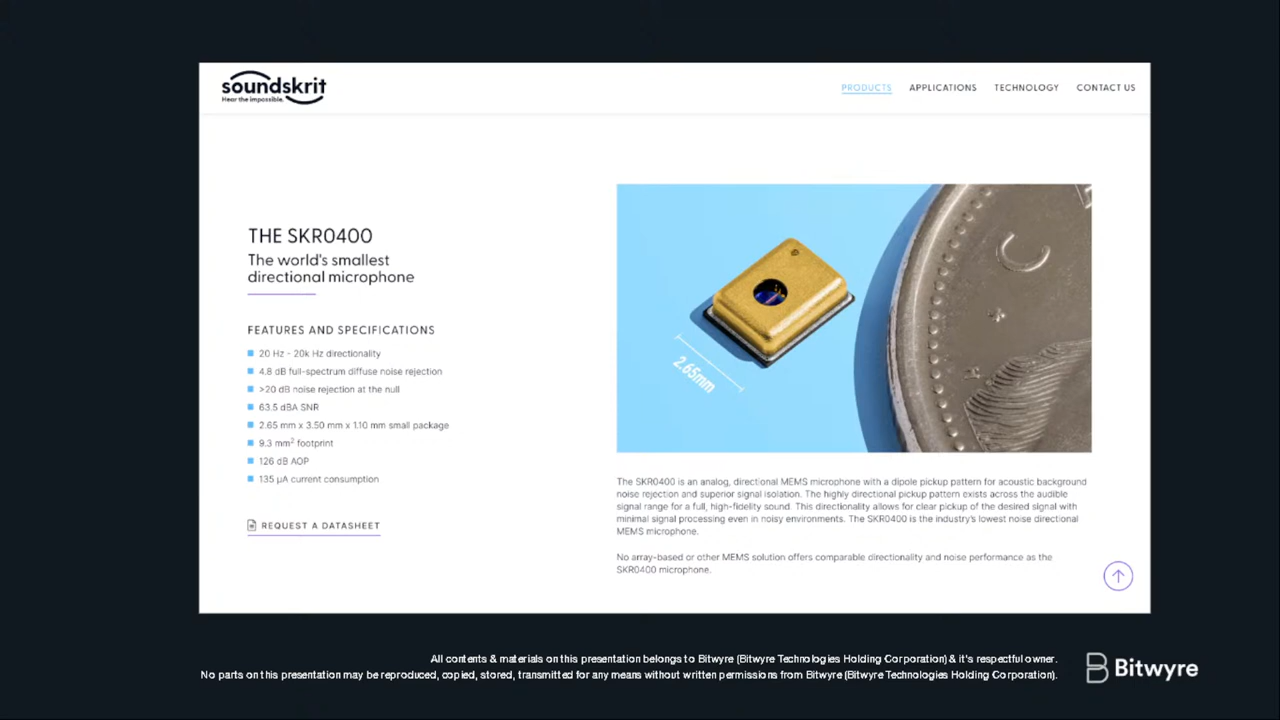 soundskrit
Hear the impossible.
PRODUCTS APPLICATIONS TECHNOLOGY CONTACT US
THE SKR0400
The world's smallest
directional microphone
FEATURES AND SPECIFICATIONS
20 Hz - 20k Hz directionality
4.8 dB full-spectrum diffuse noise rejection
>20 dB noise rejection at the null
63.5 dBA SNR
2.65 mm x 3.50 mm x 1.10 mm small package
9.3 mm² footprint
126 dB AOP
135 µA current consumption
REQUEST A DATASHEET
2.65mm
The SKR0400 is an analog, directional MEMS microphone with a dipole pickup pattern for acoustic background
noise rejection and superior signal isolation. The highly directional pickup pattern exists across the audible
signal range for a full, high-fidelity sound. This directionality allows for clear pickup of the desired signal with
minimal signal processing even in noisy environments. The SKR0400 is the industry's lowest noise directional
MEMS microphone.
No array-based or other MEMS solution offers comparable directionality and noise performance as the
SKR0400 microphone.
All contents & materials on this presentation belongs to Bitwyre (Bitwyre Technologies Holding Corporation) & it's respectful owner.
No parts on this presentation may be reproduced, copied, stored, transmitted for any means without written permissions from Bitwyre (Bitwyre Technologies Holding Corporation).
Bitwyre